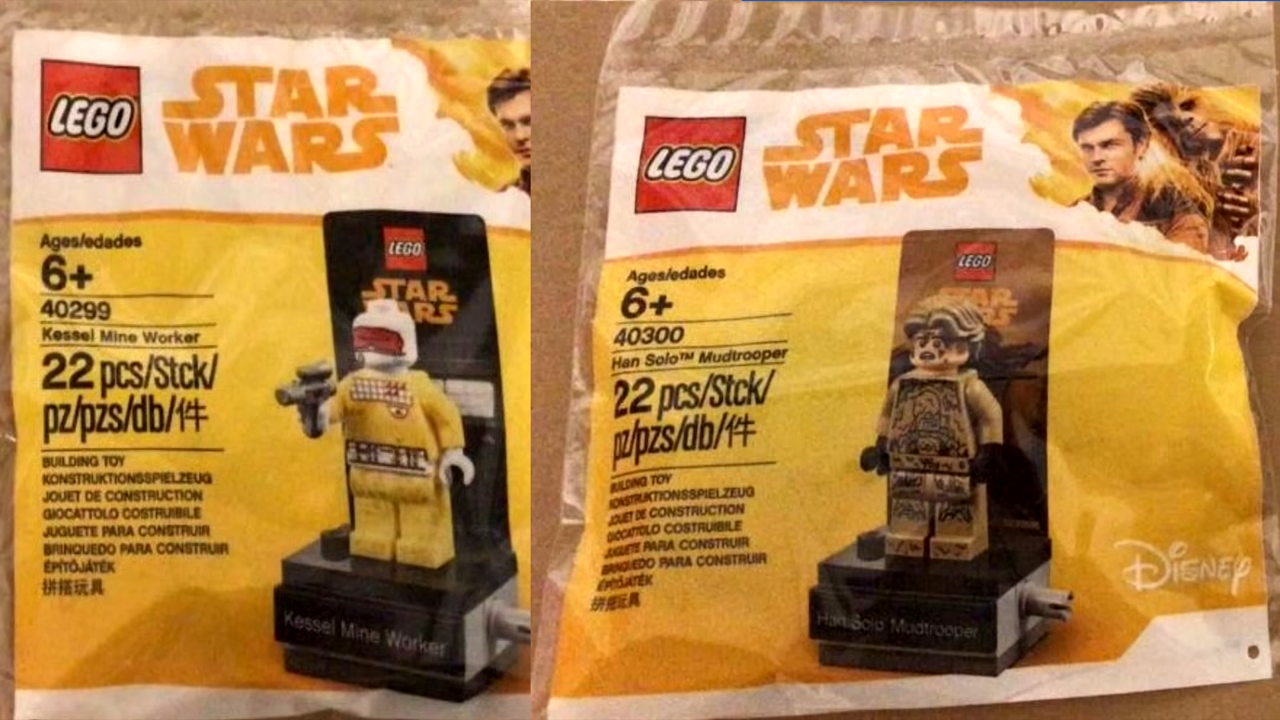 LEGO
STAR
WARS
Ages/edades
6+
40299
Kessel Mine Worker
22 pcs/Stck/
pz/pzs/db/件
BUILDING TOY
KONSTRUKTIONSSPIELZEUG
JOUET DE CONSTRUCTION
GIOCATTOLO COSTRUIBILE
JUGUETE PARA CONSTRUIR
BRINQUEDO PARA CONSTRUIR
ÉPÍTŐJÁTÉK
拼搭玩具
LEGO
STAR
Kessel Mine Worker
LEGO
STAR
WARS
Ages/edades
6+
40300
Han Solo™ Mudtrooper
22 pcs/Stck/
pz/pzs/db/件
BUILDING TOY
KONSTRUKTIONSSPIELZEUG
JOUET DE CONSTRUCTION
GIOCATTOLO COSTRUIBILE
JUGUETE PARA CONSTRUIR
BRINQUEDO PARA CONSTRUIR
ÉPÍTŐJÁTÉK
拼搭玩具
LEGO
Han Solo Mudtrooper
DISNEY